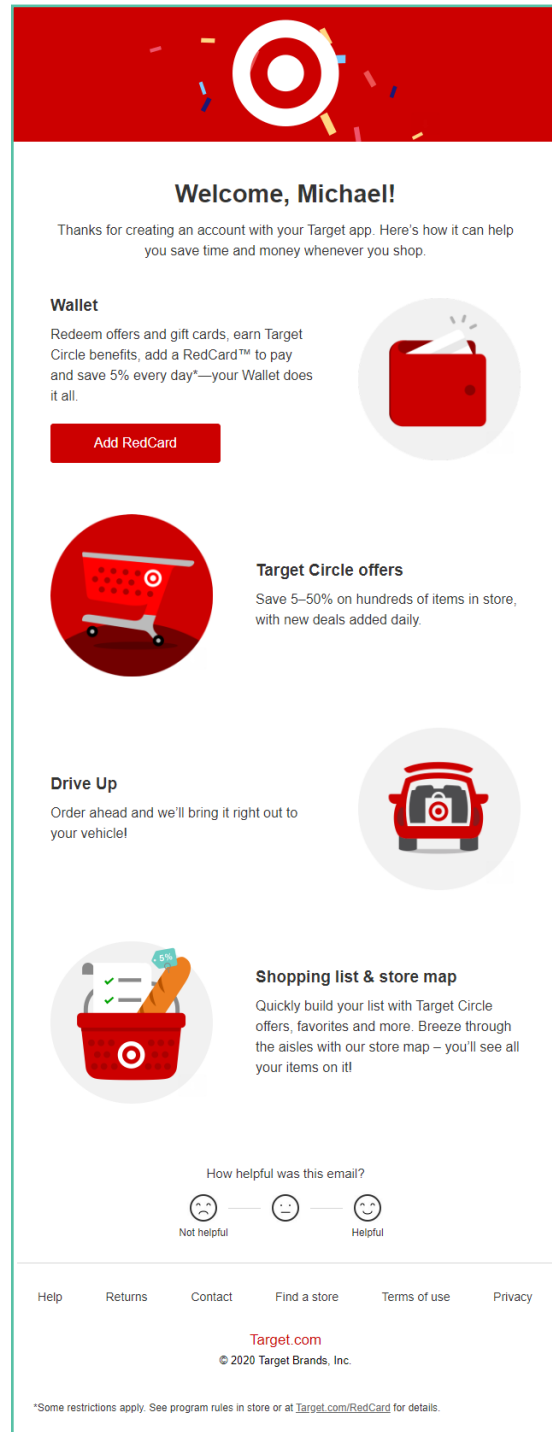 Welcome, Michael!
Thanks for creating an account with your Target app. Here’s how it can help
you save time and money whenever you shop.
Wallet
Redeem offers and gift cards, earn Target
Circle benefits, add a RedCard™ to pay
and save 5% every day*—your Wallet does
it all.
Add RedCard
Target Circle offers
Save 5–50% on hundreds of items in store,
with new deals added daily.
Drive Up
Order ahead and we’ll bring it right out to
your vehicle!
5%
Shopping list & store map
Quickly build your list with Target Circle
offers, favorites and more. Breeze through
the aisles with our store map – you’ll see all
your items on it!
How helpful was this email?
Not helpful Helpful
Help Returns Contact Find a store Terms of use Privacy
Target.com
© 2020 Target Brands, Inc.
*Some restrictions apply. See program rules in store or at Target.com/RedCard for details.